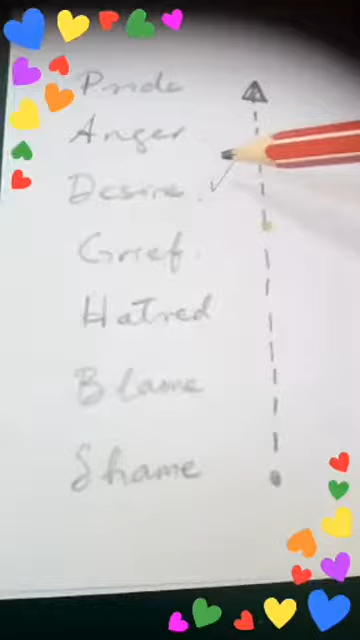 Pride
Anger
Desire.
Grief.
Hatred
Blame
Shame